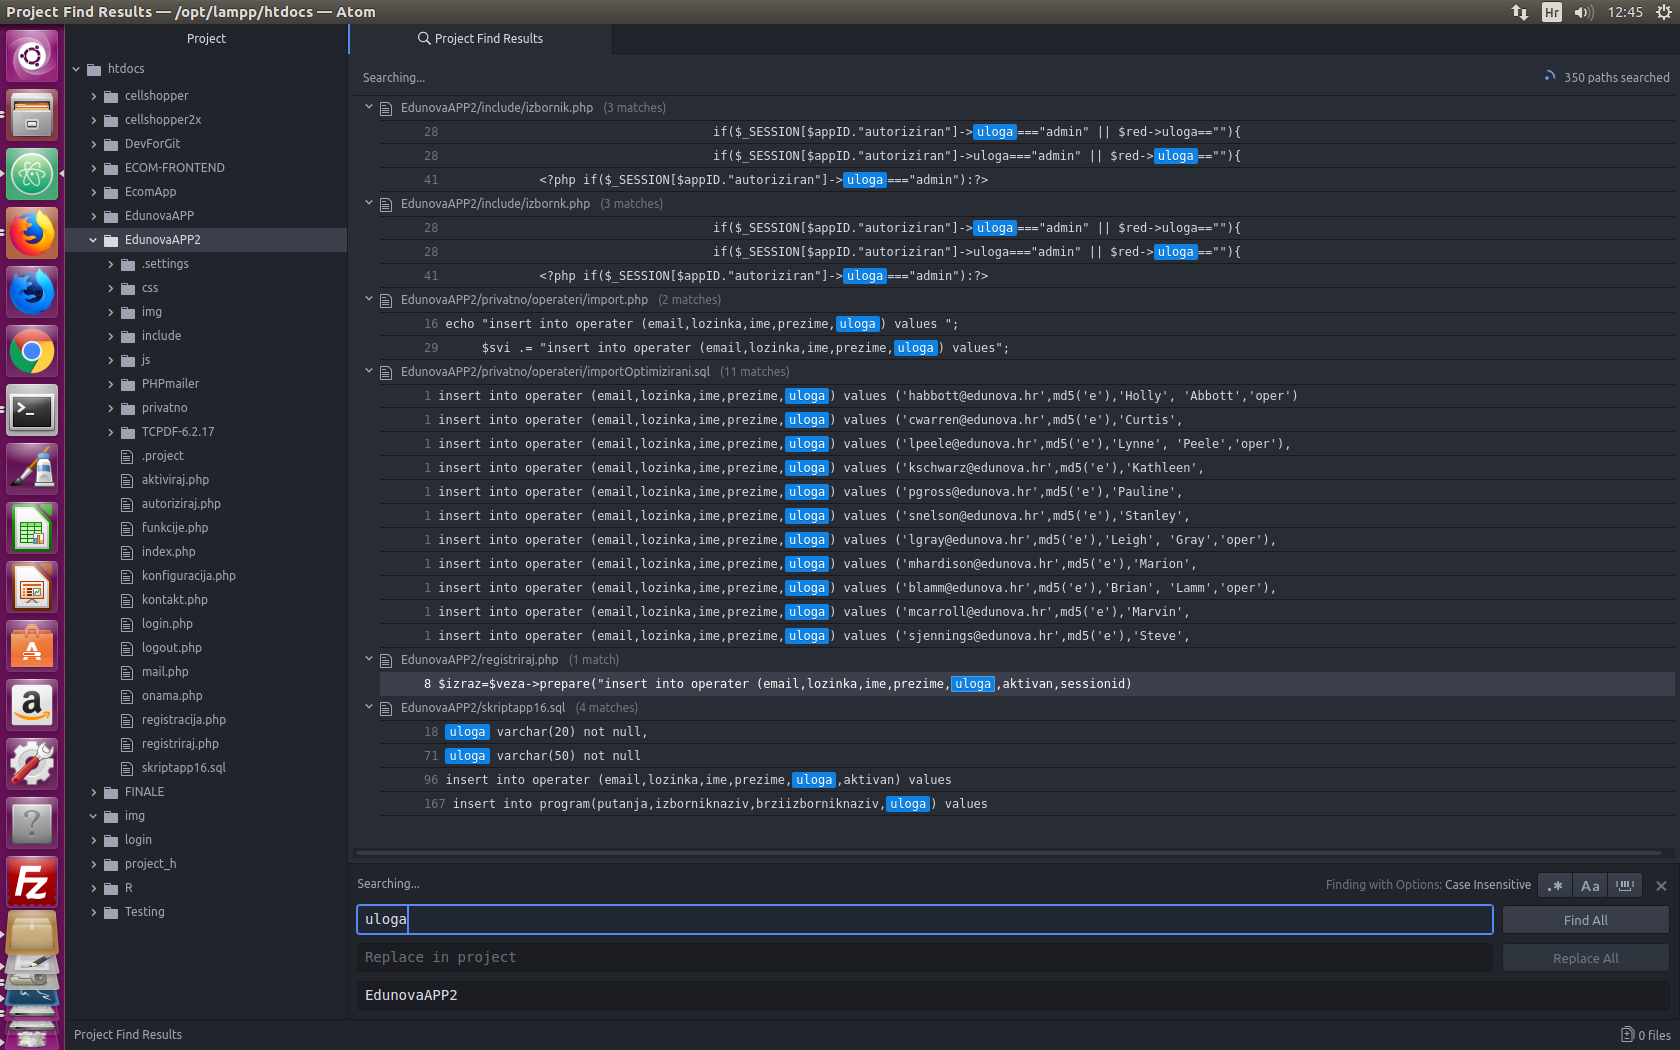 Project Find Results — /opt/lampp/htdocs — Atom
Hr
12:45
Project
Project Find Results
htdocs
cellshopper
cellshopper2x
DevForGit
ECOM-FRONTEND
EcomApp
EdunovaAPP
EdunovaAPP2
.settings
css
img
include
js
PHPmailer
privatno
TCPDF-6.2.17
.project
aktiviraj.php
autoriziraj.php
funkcije.php
index.php
konfiguracija.php
kontakt.php
login.php
logout.php
mail.php
onama.php
registracija.php
registriraj.php
skriptapp16.sql
FINALE
img
login
project_h
R
Testing
Searching...
350 paths searched
EdunovaAPP2/include/izbornik.php (3 matches)
28 if($_SESSION[$appID."autoriziran"]->uloga==="admin" || $red->uloga==""){
28 if($_SESSION[$appID."autoriziran"]->uloga==="admin" || $red->uloga==""){
41 <?php if($_SESSION[$appID."autoriziran"]->uloga==="admin"):?>
EdunovaAPP2/include/izbornk.php (3 matches)
28 if($_SESSION[$appID."autoriziran"]->uloga==="admin" || $red->uloga==""){
28 if($_SESSION[$appID."autoriziran"]->uloga==="admin" || $red->uloga==""){
41 <?php if($_SESSION[$appID."autoriziran"]->uloga==="admin"):?>
EdunovaAPP2/privatno/operateri/import.php (2 matches)
16 echo "insert into operater (email,lozinka,ime,prezime,uloga) values ";
29 $svi .= "insert into operater (email,lozinka,ime,prezime,uloga) values";
EdunovaAPP2/privatno/operateri/importOptimizirani.sql (11 matches)
1 insert into operater (email,lozinka,ime,prezime,uloga) values ('habbott@edunova.hr',md5('e'),'Holly', 'Abbott','oper')
1 insert into operater (email,lozinka,ime,prezime,uloga) values ('cwarren@edunova.hr',md5('e'),'Curtis',
1 insert into operater (email,lozinka,ime,prezime,uloga) values ('lpeele@edunova.hr',md5('e'),'Lynne', 'Peele','oper'),
1 insert into operater (email,lozinka,ime,prezime,uloga) values ('kschwarz@edunova.hr',md5('e'),'Kathleen',
1 insert into operater (email,lozinka,ime,prezime,uloga) values ('pgross@edunova.hr',md5('e'),'Pauline',
1 insert into operater (email,lozinka,ime,prezime,uloga) values ('snelson@edunova.hr',md5('e'),'Stanley',
1 insert into operater (email,lozinka,ime,prezime,uloga) values ('lgray@edunova.hr',md5('e'),'Leigh', 'Gray','oper'),
1 insert into operater (email,lozinka,ime,prezime,uloga) values ('mhardison@edunova.hr',md5('e'),'Marion',
1 insert into operater (email,lozinka,ime,prezime,uloga) values ('blamm@edunova.hr',md5('e'),'Brian', 'Lamm','oper'),
1 insert into operater (email,lozinka,ime,prezime,uloga) values ('mcarroll@edunova.hr',md5('e'),'Marvin',
1 insert into operater (email,lozinka,ime,prezime,uloga) values ('sjennings@edunova.hr',md5('e'),'Steve',
EdunovaAPP2/registriraj.php (1 match)
8 $izraz=$veza->prepare("insert into operater (email,lozinka,ime,prezime,uloga,aktivan,sessionid)
EdunovaAPP2/skriptapp16.sql (4 matches)
18 uloga varchar(20) not null,
71 uloga varchar(50) not null
96 insert into operater (email,lozinka,ime,prezime,uloga,aktivan) values
167 insert into program(putanja,izborniknaziv,brziizborniknaziv,uloga) values
Searching...
Finding with Options: Case Insensitive
.* Aa
uloga
Find All
Replace in project
Replace All
EdunovaAPP2
Project Find Results
0 files